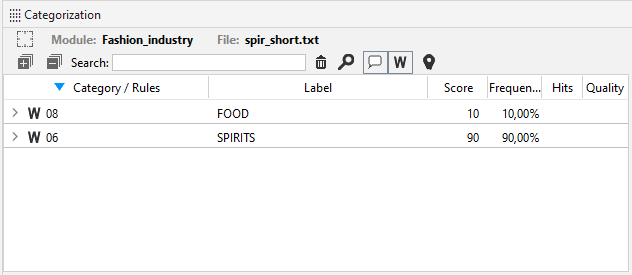 Categorization
Module: Fashion_industry File: spir_short.txt
Search: W
Category / Rules Label Score Frequen... Hits Quality
W 08 FOOD 10 10,00%
W 06 SPIRITS 90 90,00%